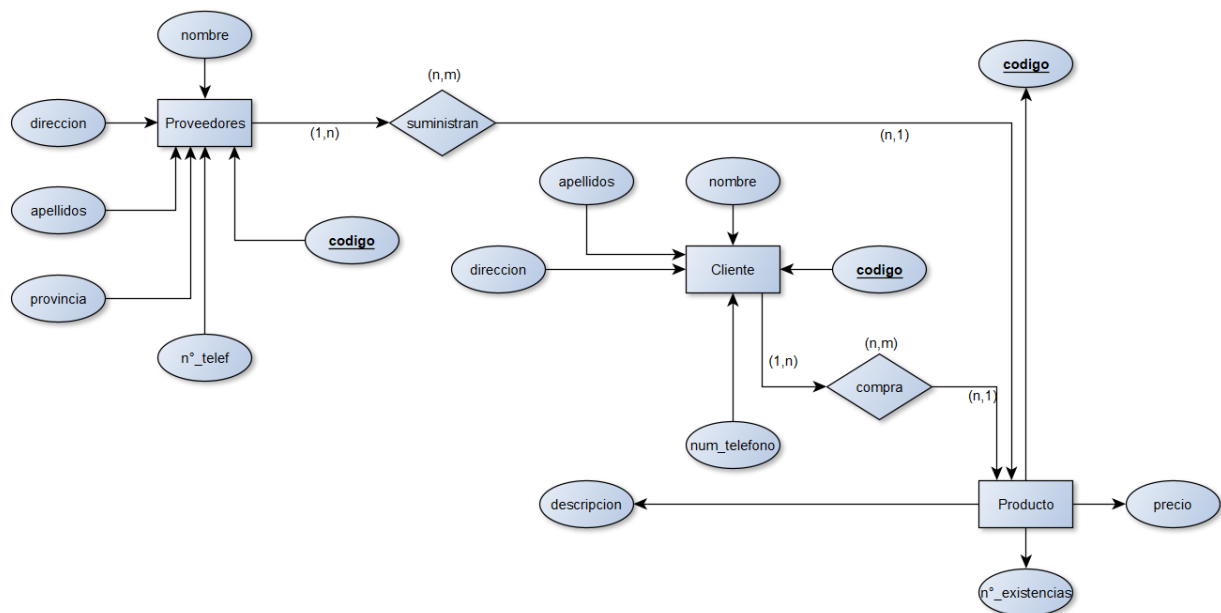 nombre
codigo
(n,m)
direccion
Proveedores
(1,n)
suministran
(n,1)
apellidos
nombre
apellidos
codigo
direccion
Cliente
codigo
provincia
n°_telef
(1,n)
(n,m)
compra
(n,1)
num_telefono
descripcion
Producto
precio
n°_existencias